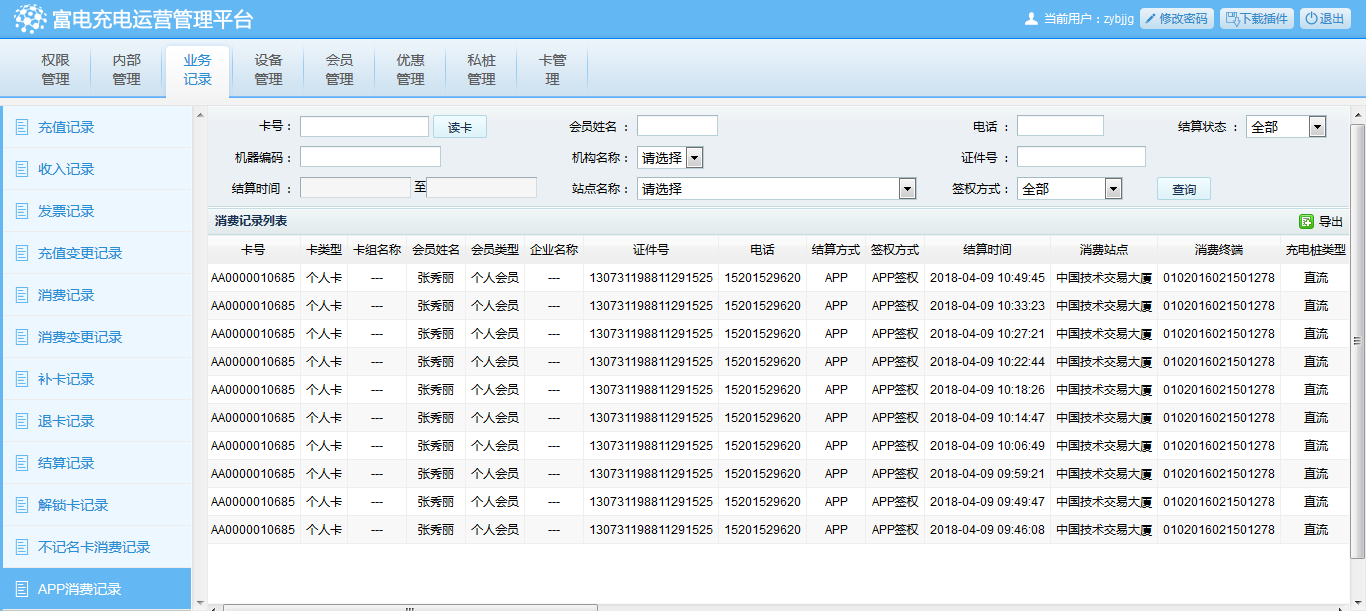 富电充电运营管理平台
当前用户：zybjjg 修改密码 下载插件 退出
权限管理 内部管理 业务记录 设备管理 会员管理 优惠管理 私桩管理 卡管理
充值记录
收入记录
发票记录
充值变更记录
消费记录
消费变更记录
补卡记录
退卡记录
结算记录
解锁卡记录
不记名卡消费记录
APP消费记录
卡号： 读卡 会员姓名： 电话： 结算状态： 全部
机器编码： 机构名称： 请选择 证件号：
结算时间： 至 站点名称： 请选择 签权方式： 全部 查询
消费记录列表 导出
卡号 卡类型 卡组名称 会员姓名 会员类型 企业名称 证件号 电话 结算方式 签权方式 结算时间 消费站点 消费终端 充电桩类型
AA0000010685 个人卡 --- 张秀丽 个人会员 --- 130731198811291525 15201529620 APP APP签权 2018-04-09 10:49:45 中国技术交易大厦 0102016021501278 直流
AA0000010685 个人卡 --- 张秀丽 个人会员 --- 130731198811291525 15201529620 APP APP签权 2018-04-09 10:33:23 中国技术交易大厦 0102016021501278 直流
AA0000010685 个人卡 --- 张秀丽 个人会员 --- 130731198811291525 15201529620 APP APP签权 2018-04-09 10:27:21 中国技术交易大厦 0102016021501278 直流
AA0000010685 个人卡 --- 张秀丽 个人会员 --- 130731198811291525 15201529620 APP APP签权 2018-04-09 10:22:44 中国技术交易大厦 0102016021501278 直流
AA0000010685 个人卡 --- 张秀丽 个人会员 --- 130731198811291525 15201529620 APP APP签权 2018-04-09 10:18:26 中国技术交易大厦 0102016021501278 直流
AA0000010685 个人卡 --- 张秀丽 个人会员 --- 130731198811291525 15201529620 APP APP签权 2018-04-09 10:14:47 中国技术交易大厦 0102016021501278 直流
AA0000010685 个人卡 --- 张秀丽 个人会员 --- 130731198811291525 15201529620 APP APP签权 2018-04-09 10:06:49 中国技术交易大厦 0102016021501278 直流
AA0000010685 个人卡 --- 张秀丽 个人会员 --- 130731198811291525 15201529620 APP APP签权 2018-04-09 09:59:21 中国技术交易大厦 0102016021501278 直流
AA0000010685 个人卡 --- 张秀丽 个人会员 --- 130731198811291525 15201529620 APP APP签权 2018-04-09 09:49:47 中国技术交易大厦 0102016021501278 直流
AA0000010685 个人卡 --- 张秀丽 个人会员 --- 130731198811291525 15201529620 APP APP签权 2018-04-09 09:46:08 中国技术交易大厦 0102016021501278 直流